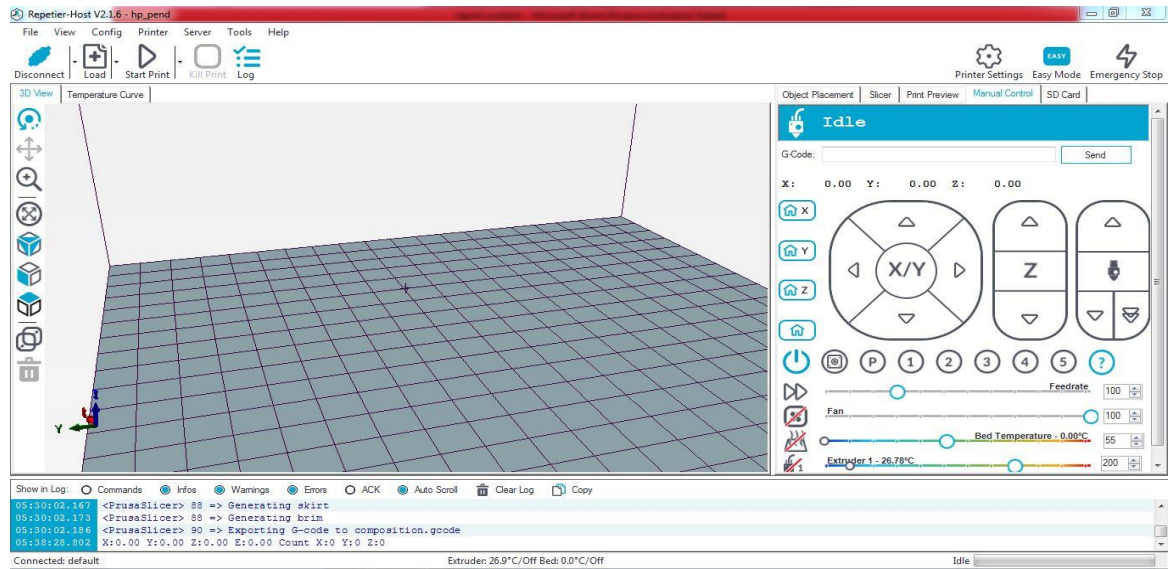 Repetier-Host V2.1.6 - hp_pend
File View Config Printer Server Tools Help
Disconnect Load Start Print Kill Print Log
Printer Settings Easy Mode Emergency Stop
EASY
3D View Temperature Curve
Object Placement Slicer Print Preview Manual Control SD Card
Idle
G-Code: Send
X: 0.00 Y: 0.00 Z: 0.00
X
Y
Z
X/Y Z
P 1 2 3 4 5 ?
Feedrate 100
Fan 100
Bed Temperature - 0.00°C 55
1 Extruder 1 - 26.78°C 200
Y
Show in Log: Commands Infos Warnings Errors ACK Auto Scroll Clear Log Copy
05:30:02.167 <PrusaSlicer> 88 => Generating skirt
05:30:02.173 <PrusaSlicer> 88 => Generating brim
05:30:02.186 <PrusaSlicer> 90 => Exporting G-code to composition.gcode
05:38:28.802 X:0.00 Y:0.00 Z:0.00 E:0.00 Count X:0 Y:0 Z:0
Connected: default Extruder: 26.9°C/Off Bed: 0.0°C/Off Idle